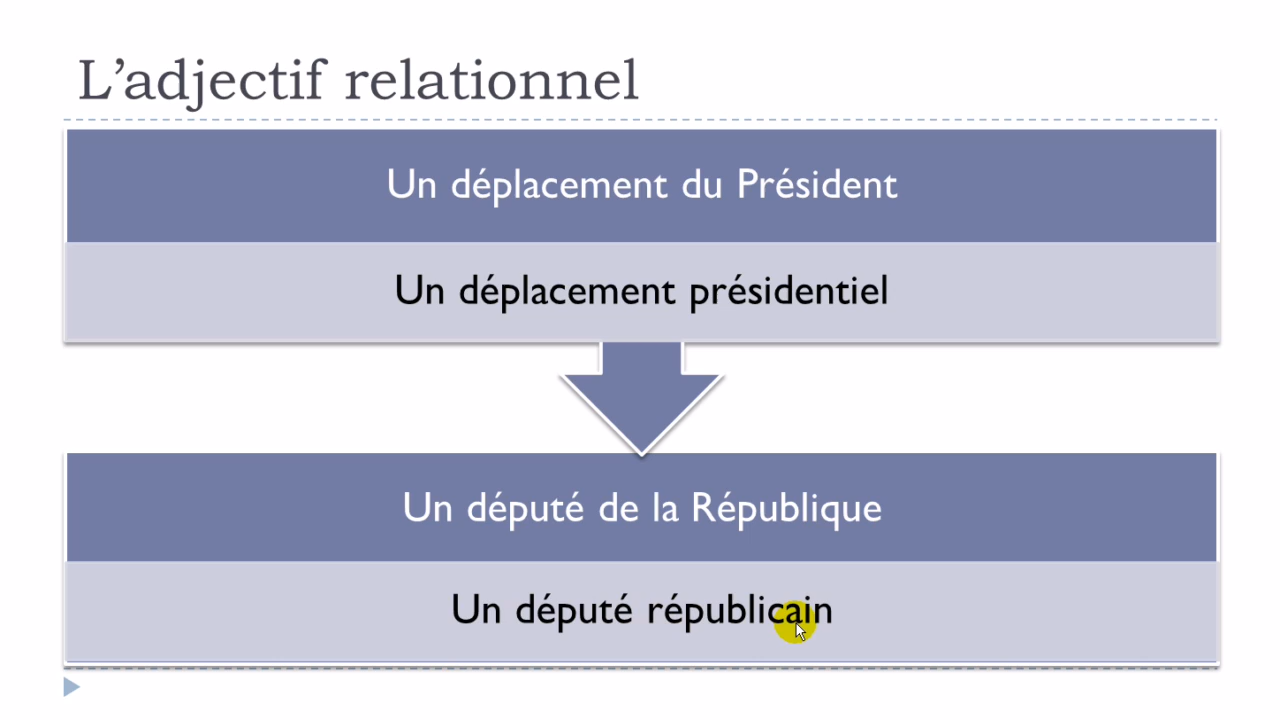 L’adjectif relationnel
Un déplacement du Président
Un déplacement présidentiel
Un député de la République
Un député républicain